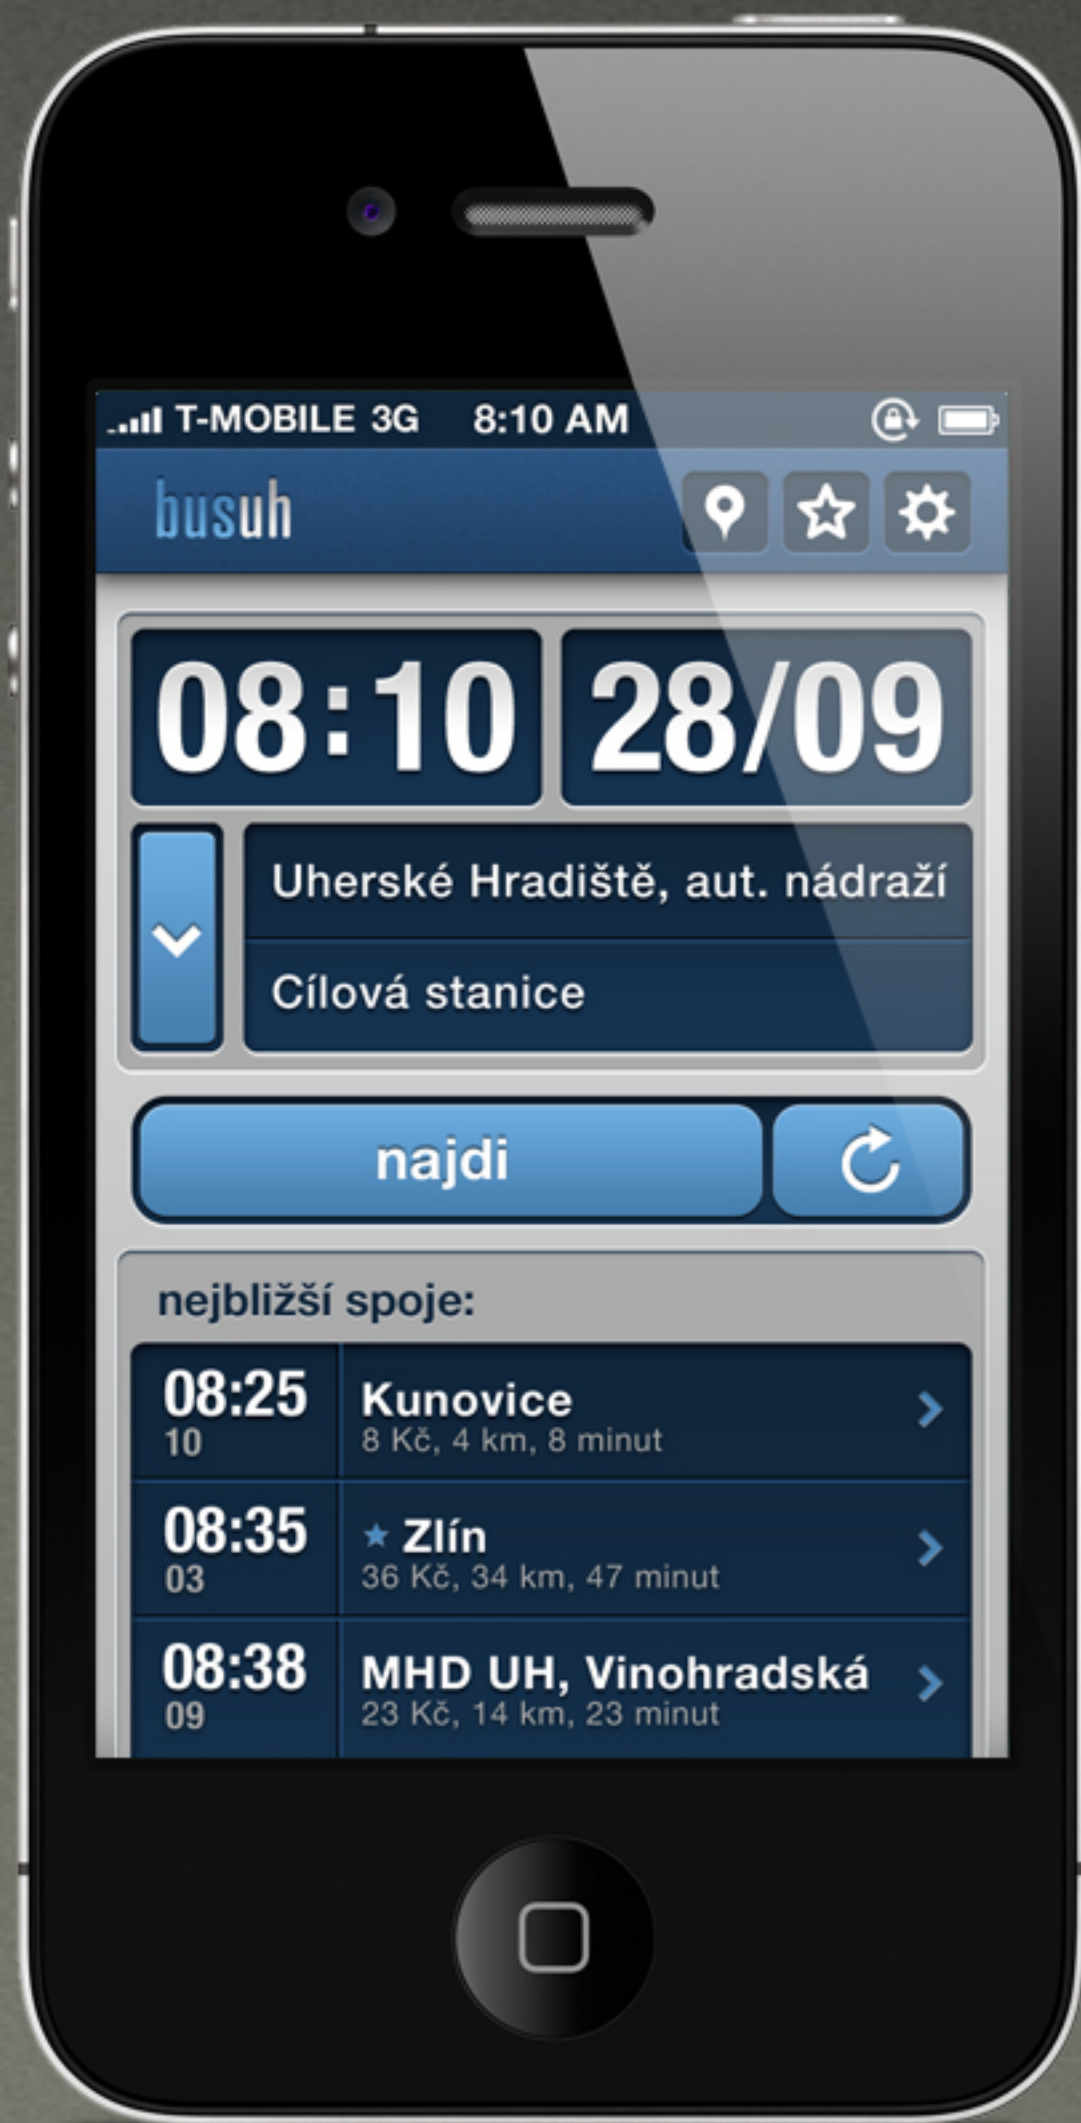 T-MOBILE 3G 8:10 AM
busuh
08:10 28/09
Uherské Hradiště, aut. nádraží
Cílová stanice
najdi
nejbližší spoje:
08:25 Kunovice
10 8 Kč, 4 km, 8 minut
08:35 Zlín
03 36 Kč, 34 km, 47 minut
08:38 MHD UH, Vinohradská
09 23 Kč, 14 km, 23 minut